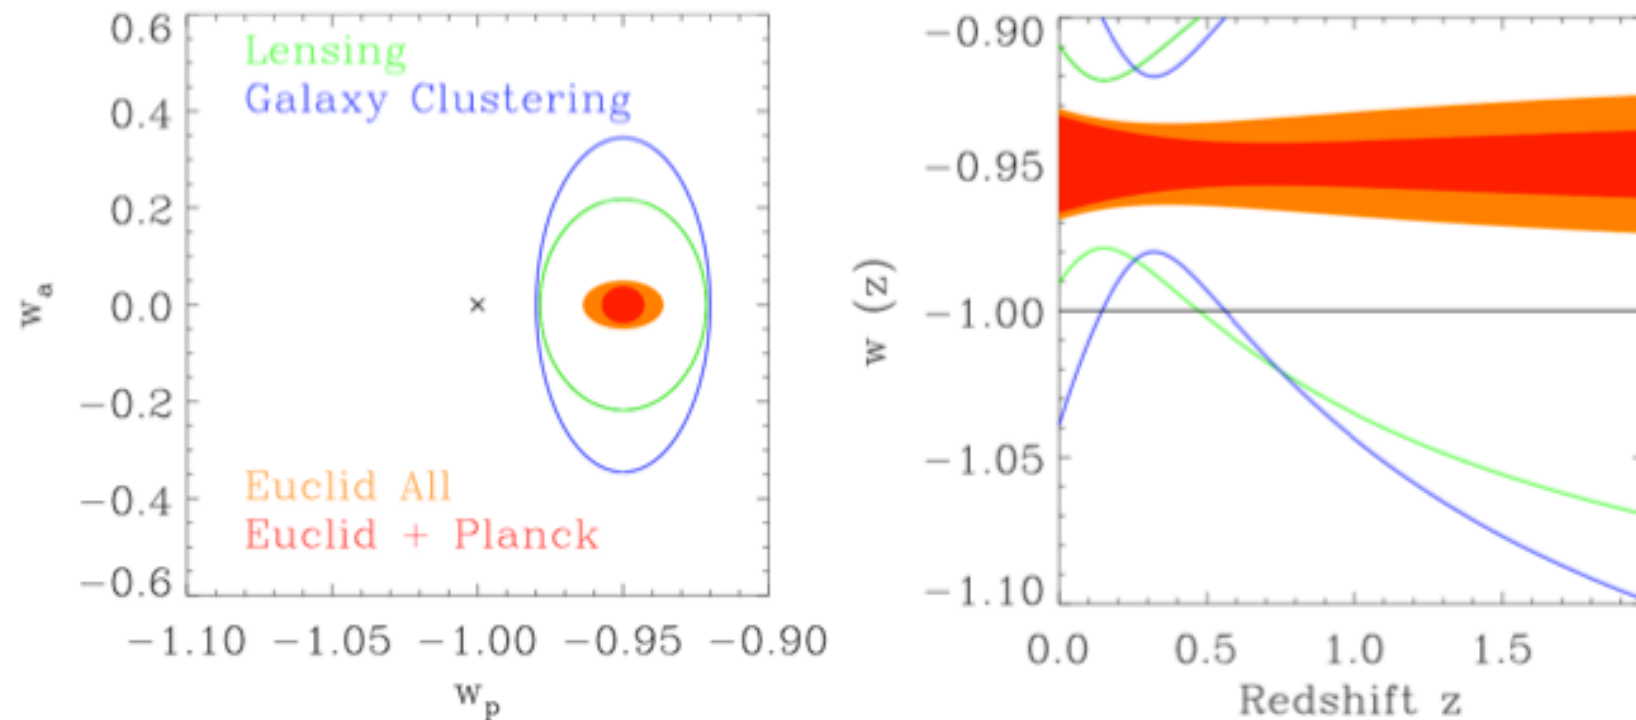 0.6
0.4
0.2
0.0
−0.2
−0.4
−0.6
w_a
Lensing
Galaxy Clustering
×
Euclid All
Euclid + Planck
−1.10 −1.05 −1.00 −0.95 −0.90
w_p
−0.90
−0.95
−1.00
−1.05
−1.10
w (z)
0.0 0.5 1.0 1.5
Redshift z